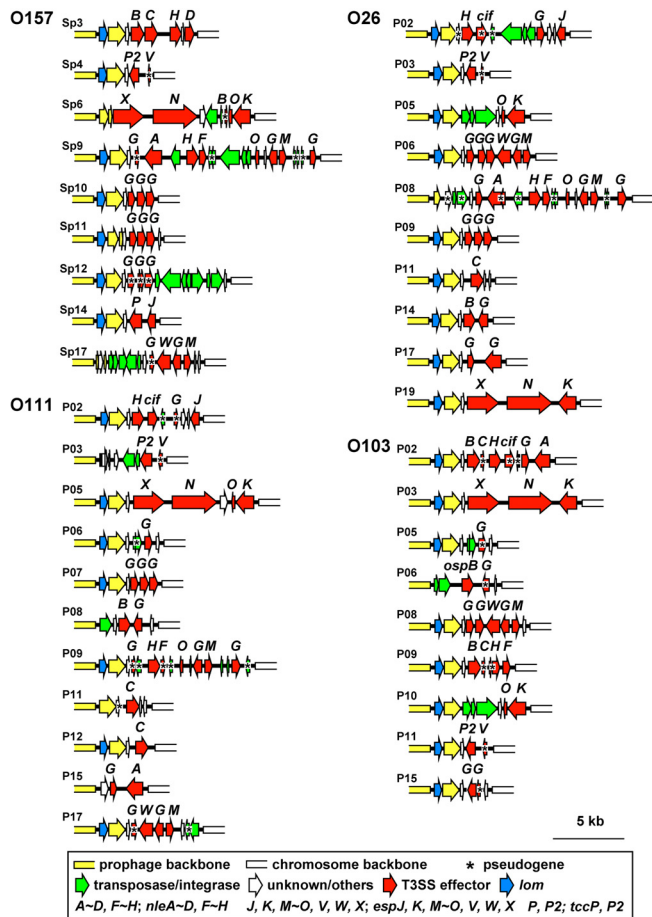 O157
B C H D
Sp3
P2 V
Sp4
X N B O K
Sp6
G A H F O G M G
Sp9
G G G
Sp10
G G G
Sp11
G G G
Sp12
P J
Sp14
G W G M
Sp17
O111
H cif G J
P02
P2 V
P03
X N O K
P05
G
P06
G G G
P07
B G
P08
G H F O G M G
P09
C
P11
C
P12
G A
P15
G W G M
P17
O26
H cif G J
P02
P2 V
P03
O K
P05
G G G W G M
P06
G A H F O G M G
P08
G G G
P09
C
P11
B G
P14
G G
P17
X N K
P19
O103
B C H cif G A
P02
X N K
P03
G
P05
ospB G
P06
G G W G M
P08
B C H F
P09
O K
P10
P2 V
P11
G G
P15
5 kb
prophage backbone chromosome backbone * pseudogene
transposase/integrase unknown/others T3SS effector lom
A~D, F~H; nleA~D, F~H J, K, M~O, V, W, X; espJ, K, M~O, V, W, X P, P2; tccP, P2